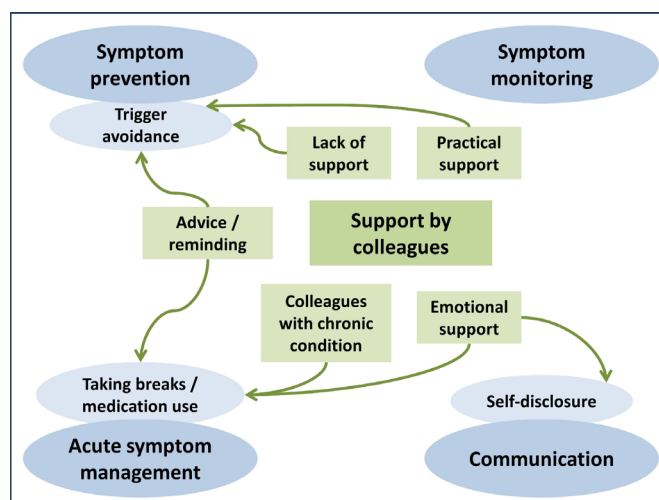 Symptom
prevention
Symptom
monitoring
Trigger
avoidance
Lack of
support
Practical
support
Advice /
reminding
Support by
colleagues
Colleagues
with chronic
condition
Emotional
support
Taking breaks /
medication use
Self-disclosure
Acute symptom
management
Communication